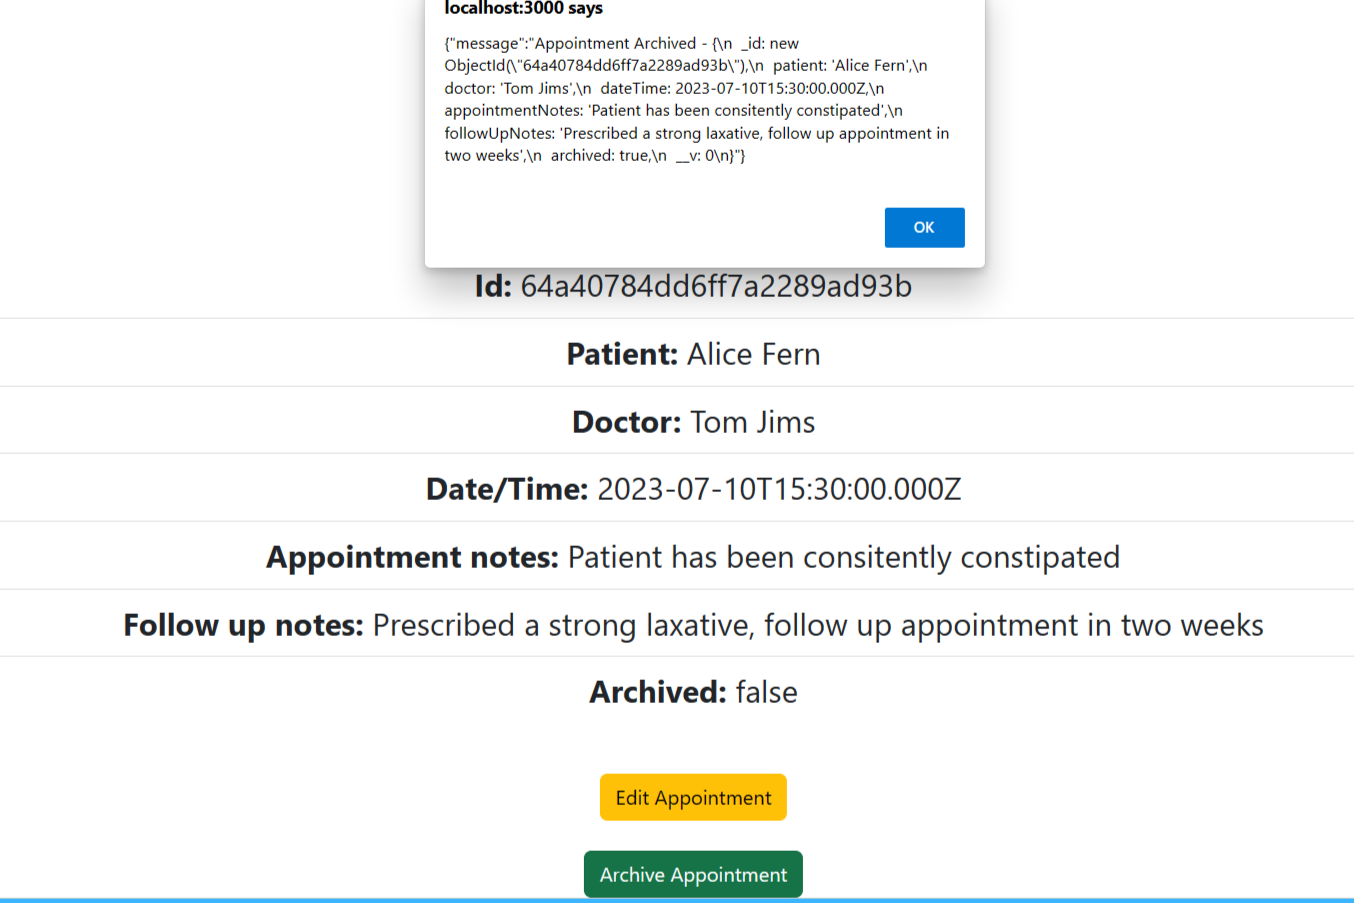 localhost:3000 says
{"message":"Appointment Archived - {\n  _id: new
ObjectId(\"64a40784dd6ff7a2289ad93b\"),\n  patient: 'Alice Fern',\n
doctor: 'Tom Jims',\n  dateTime: 2023-07-10T15:30:00.000Z,\n
appointmentNotes: 'Patient has been consitently constipated',\n
followUpNotes: 'Prescribed a strong laxative, follow up appointment in
two weeks',\n  archived: true,\n  __v: 0\n}"}
OK
Id: 64a40784dd6ff7a2289ad93b
Patient: Alice Fern
Doctor: Tom Jims
Date/Time: 2023-07-10T15:30:00.000Z
Appointment notes: Patient has been consitently constipated
Follow up notes: Prescribed a strong laxative, follow up appointment in two weeks
Archived: false
Edit Appointment
Archive Appointment